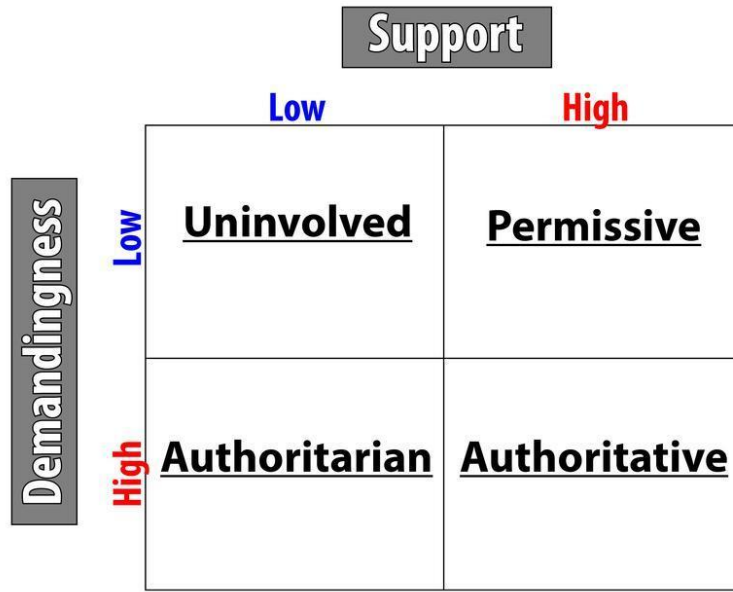 Support
Low High
Demandingness
Low
Uninvolved Permissive
High
Authoritarian Authoritative